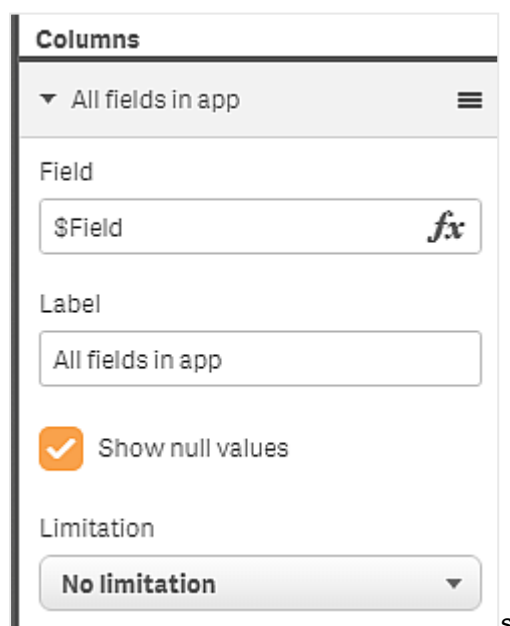 Columns
All fields in app
Field
$Field fx
Label
All fields in app
Show null values
Limitation
No limitation
s